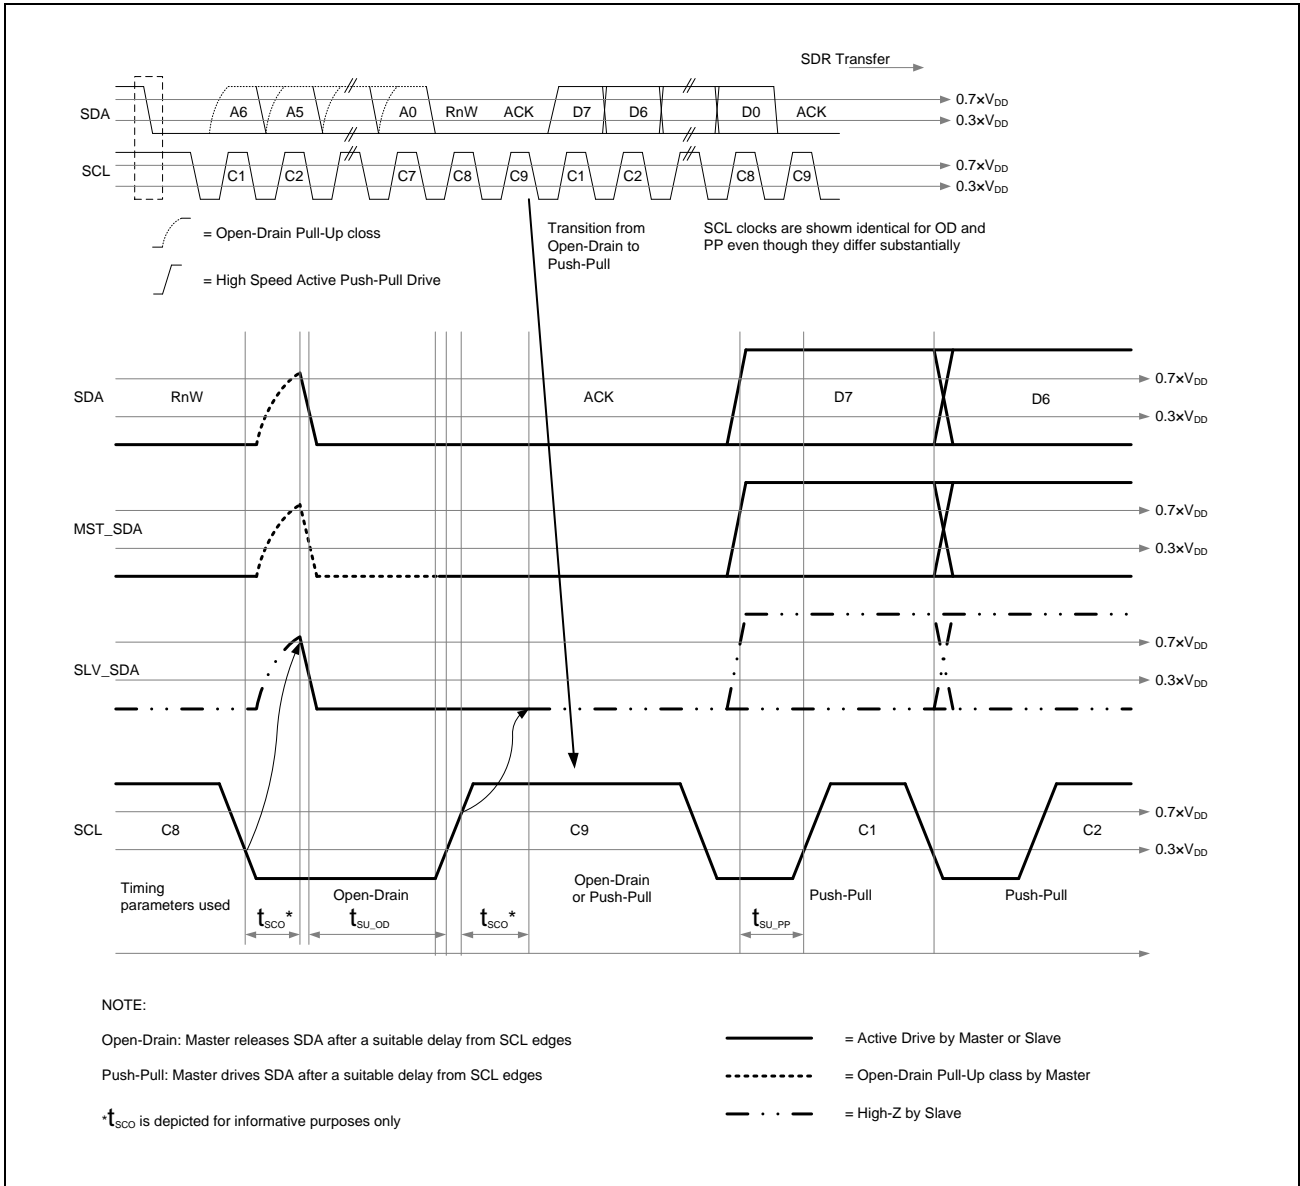 SDR Transfer
SDA
A6
A5
A0
RnW
ACK
D7
D6
D0
ACK
0.7×VDD
0.3×VDD
SCL
C1
C2
C7
C8
C9
C1
C2
C8
C9
0.7×VDD
0.3×VDD
= Open-Drain Pull-Up closs
= High Speed Active Push-Pull Drive
Transition from
Open-Drain to
Push-Pull
SCL clocks are showm identical for OD and
PP even though they differ substantially
SDA
RnW
ACK
D7
D6
0.7×VDD
0.3×VDD
MST_SDA
0.7×VDD
0.3×VDD
SLV_SDA
0.7×VDD
0.3×VDD
SCL
C8
C9
C1
C2
0.7×VDD
0.3×VDD
Timing
parameters used
Open-Drain
Open-Drain
or Push-Pull
Push-Pull
Push-Pull
tSCO*
tSU_OD
tSCO*
tSU_PP
NOTE:
Open-Drain: Master releases SDA after a suitable delay from SCL edges
Push-Pull: Master drives SDA after a suitable delay from SCL edges
*tSCO is depicted for informative purposes only
= Active Drive by Master or Slave
= Open-Drain Pull-Up class by Master
= High-Z by Slave